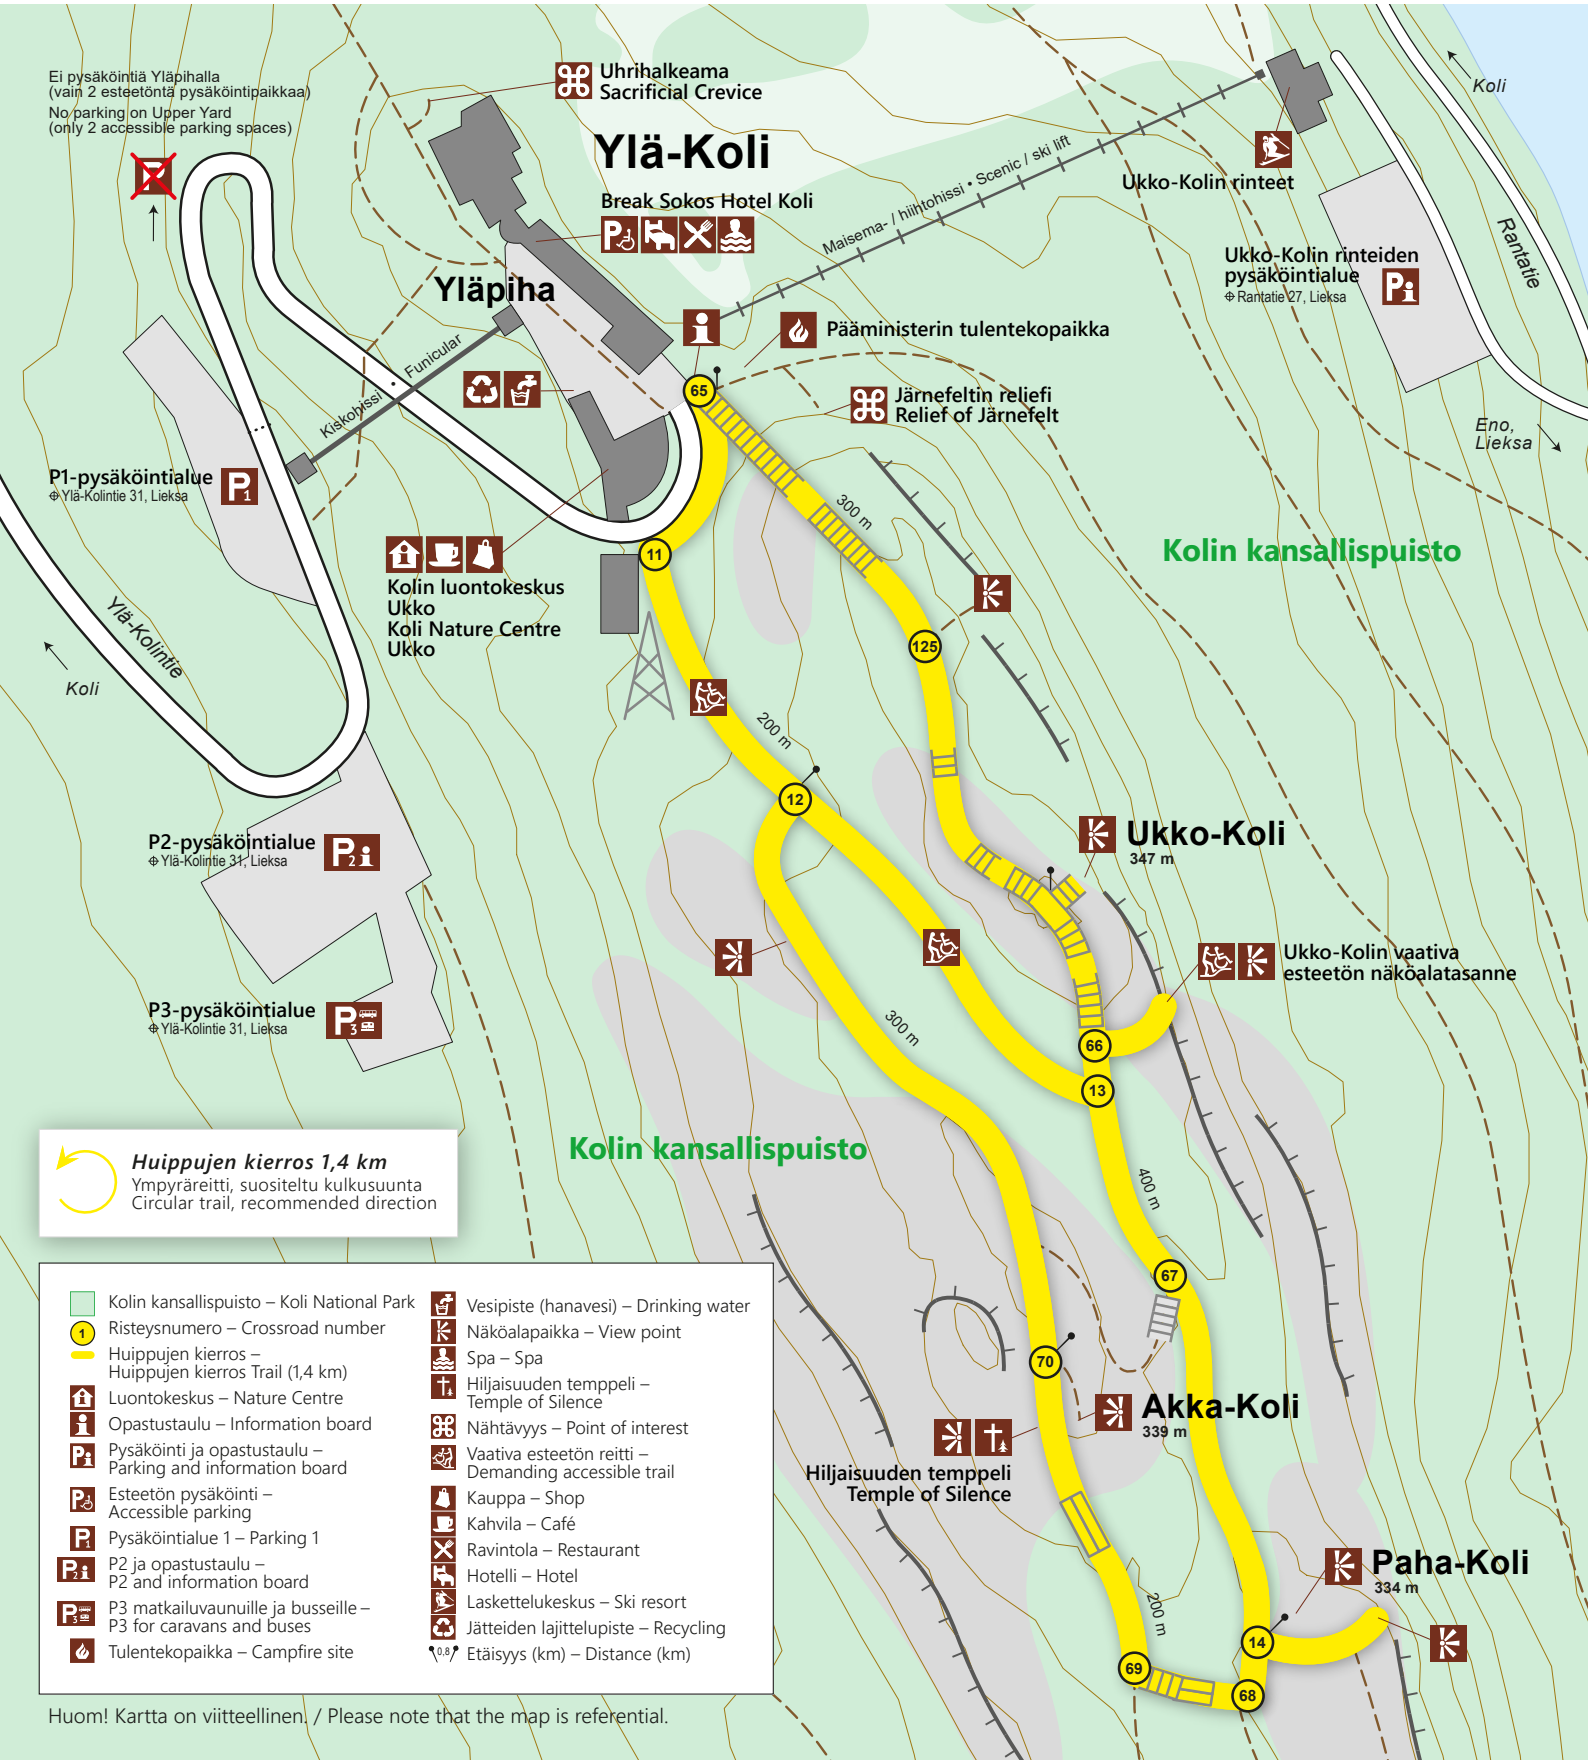 Ei pysäköintiä Yläpihalla
(vain 2 esteetöntä pysäköintipaikkaa)
No parking on Upper Yard
(only 2 accessible parking spaces)
P
Uhrihalkeama
Sacrificial Crevice
Ylä-Koli
Break Sokos Hotel Koli
P
Yläpiha
Maisema- / hiihtohissi • Scenic / ski lift
Koli
Ukko-Kolin rinteet
Rantatie
Ukko-Kolin rinteiden
pysäköintialue
Rantatie 27, Lieksa
Pi
Eno,
Lieksa
i
Pääministerin tulentekopaikka
65
Järnefeltin reliefi
Relief of Järnefelt
Kiskohissi • Funicular
P1-pysäköintialue
Ylä-Kolintie 31, Lieksa
P1
300 m
11
Kolin luontokeskus
Ukko
Koli Nature Centre
Ukko
Kolin kansallispuisto
Ylä-Kolintie
Koli
125
200 m
12
P2-pysäköintialue
Ylä-Kolintie 31, Lieksa
P2 i
Ukko-Koli
347 m
Ukko-Kolin vaativa
esteetön näköalatasanne
P3-pysäköintialue
Ylä-Kolintie 31, Lieksa
P3
300 m
66
13
Kolin kansallispuisto
Huippujen kierros 1,4 km
Ympyräreitti, suositeltu kulkusuunta
Circular trail, recommended direction
400 m
67
70
Akka-Koli
339 m
Hiljaisuuden temppeli
Temple of Silence
Paha-Koli
334 m
200 m
14
69
68
Kolin kansallispuisto – Koli National Park
1
Risteysnumero – Crossroad number
Huippujen kierros –
Huippujen kierros Trail (1,4 km)
Luontokeskus – Nature Centre
i
Opastustaulu – Information board
Pi
Pysäköinti ja opastustaulu –
Parking and information board
P
Esteetön pysäköinti –
Accessible parking
P1
Pysäköintialue 1 – Parking 1
P2 i
P2 ja opastustaulu –
P2 and information board
P3
P3 matkailuvaunuille ja busseille –
P3 for caravans and buses
Tulentekopaikka – Campfire site
Vesipiste (hanavesi) – Drinking water
Näköalapaikka – View point
Spa – Spa
Hiljaisuuden temppeli –
Temple of Silence
Nähtävyys – Point of interest
Vaativa esteetön reitti –
Demanding accessible trail
Kauppa – Shop
Kahvila – Café
Ravintola – Restaurant
Hotelli – Hotel
Laskettelukeskus – Ski resort
Jätteiden lajittelupiste – Recycling
0,8
Etäisyys (km) – Distance (km)
Huom! Kartta on viitteellinen. / Please note that the map is referential.